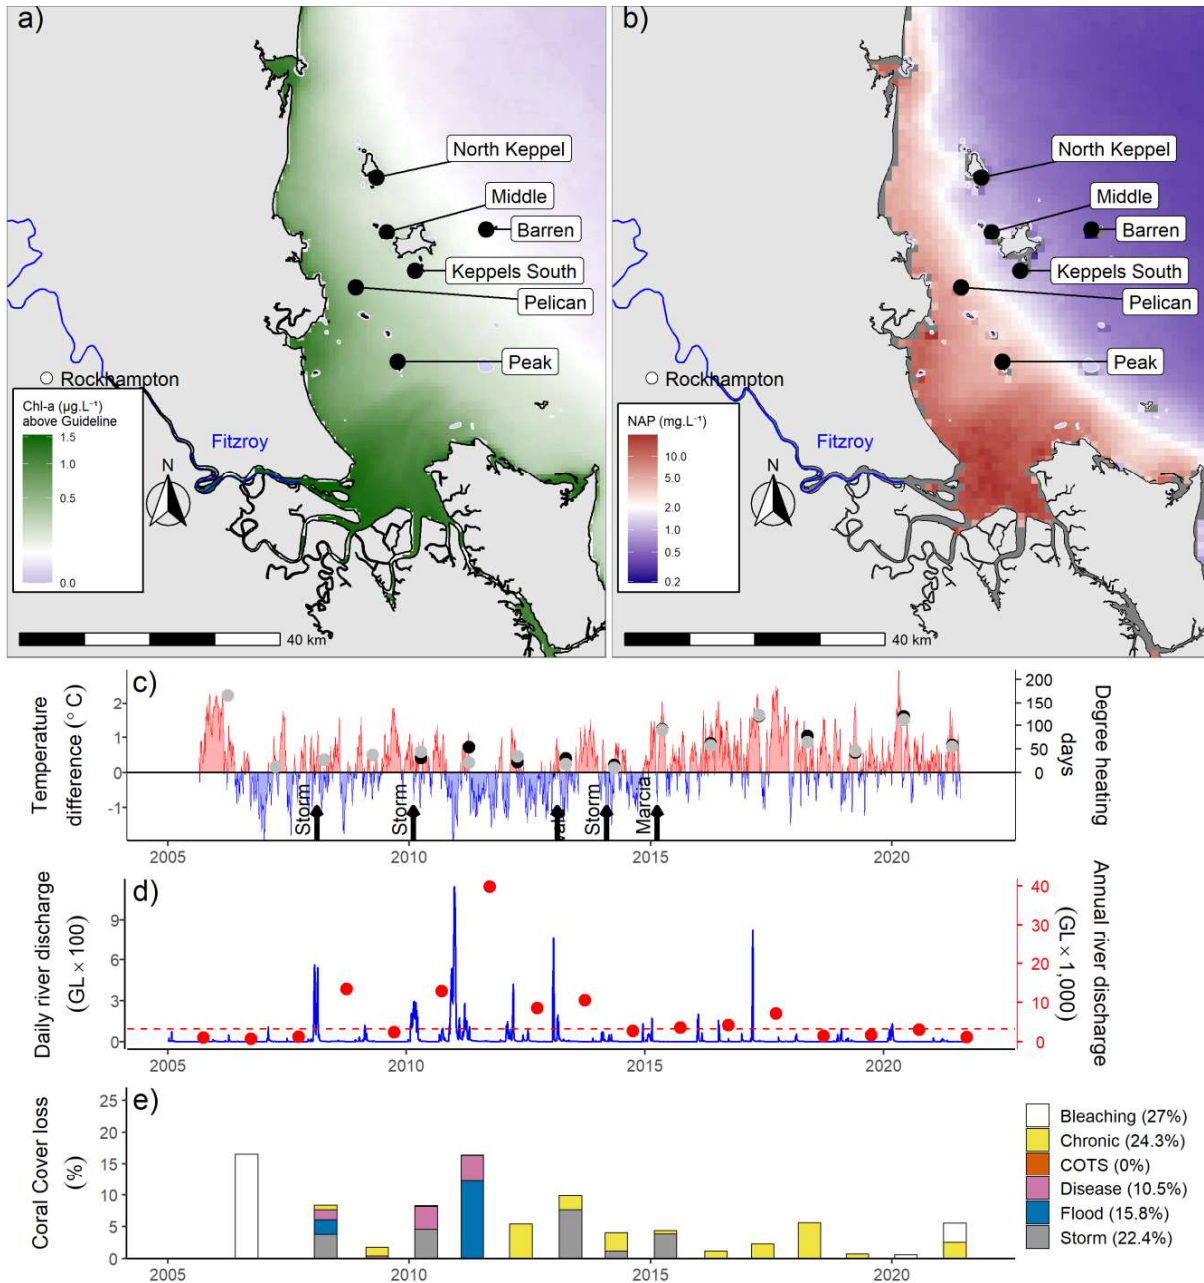 a)
North Keppel
Middle
Barren
Keppels South
Pelican
Peak
Rockhampton
Chl-a (µg.L⁻¹)
above Guideline
1.5
1.0
0.5
0.0
Fitzroy
N
40 km
b)
North Keppel
Middle
Barren
Keppels South
Pelican
Peak
Rockhampton
NAP (mg.L⁻¹)
10.0
5.0
2.0
1.0
0.5
0.2
Fitzroy
N
40 km
c)
Temperature
difference (°C)
2
1
0
-1
Storm
Storm
Storm
Marcia
200
150
100
50
0
Degree heating
days
2005
2010
2015
2020
d)
Daily river discharge
(GL × 100)
9
6
3
0
40
30
20
10
0
Annual river discharge
(GL × 1,000)
2005
2010
2015
2020
e)
Coral Cover loss
(%)
25
20
15
10
5
0
2005
2010
2015
2020
Bleaching (27%)
Chronic (24.3%)
COTS (0%)
Disease (10.5%)
Flood (15.8%)
Storm (22.4%)